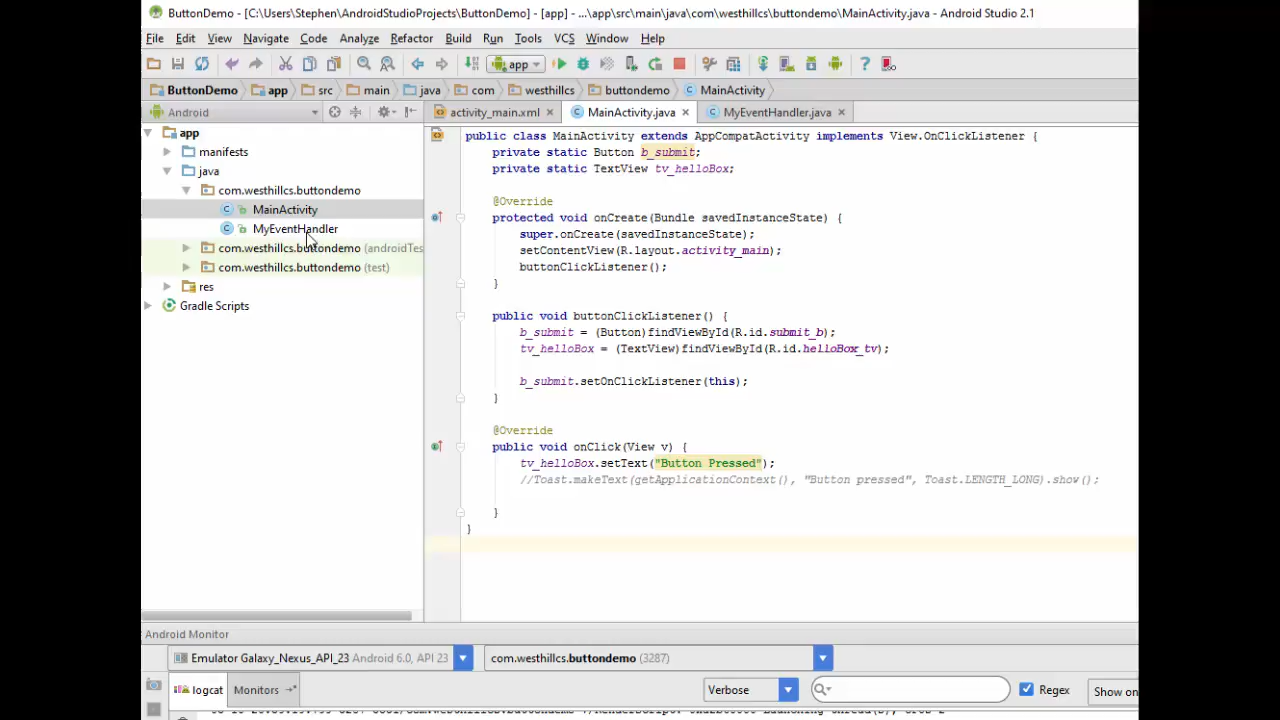 ButtonDemo - [C:\Users\Stephen\AndroidStudioProjects\ButtonDemo] - [app] - ...\app\src\main\java\com\westhillcs\buttondemo\MainActivity.java - Android Studio 2.1
File Edit View Navigate Code Analyze Refactor Build Run Tools VCS Window Help
app
ButtonDemo app src main java com westhillcs buttondemo MainActivity
Android
activity_main.xml MainActivity.java MyEventHandler.java
app
manifests
java
com.westhillcs.buttondemo
MainActivity
MyEventHandler
com.westhillcs.buttondemo (androidTes
com.westhillcs.buttondemo (test)
res
Gradle Scripts
public class MainActivity extends AppCompatActivity implements View.OnClickListener {
private static Button b_submit;
private static TextView tv_helloBox;
@Override
protected void onCreate(Bundle savedInstanceState) {
super.onCreate(savedInstanceState);
setContentView(R.layout.activity_main);
buttonClickListener();
}
public void buttonClickListener() {
b_submit = (Button)findViewById(R.id.submit_b);
tv_helloBox = (TextView)findViewById(R.id.helloBox_tv);
b_submit.setOnClickListener(this);
}
@Override
public void onClick(View v) {
tv_helloBox.setText("Button Pressed");
//Toast.makeText(getApplicationContext(), "Button pressed", Toast.LENGTH_LONG).show();
}
}
Android Monitor
Emulator Galaxy_Nexus_API_23 Android 6.0, API 23 com.westhillcs.buttondemo (3287)
logcat Monitors Verbose Regex Show on